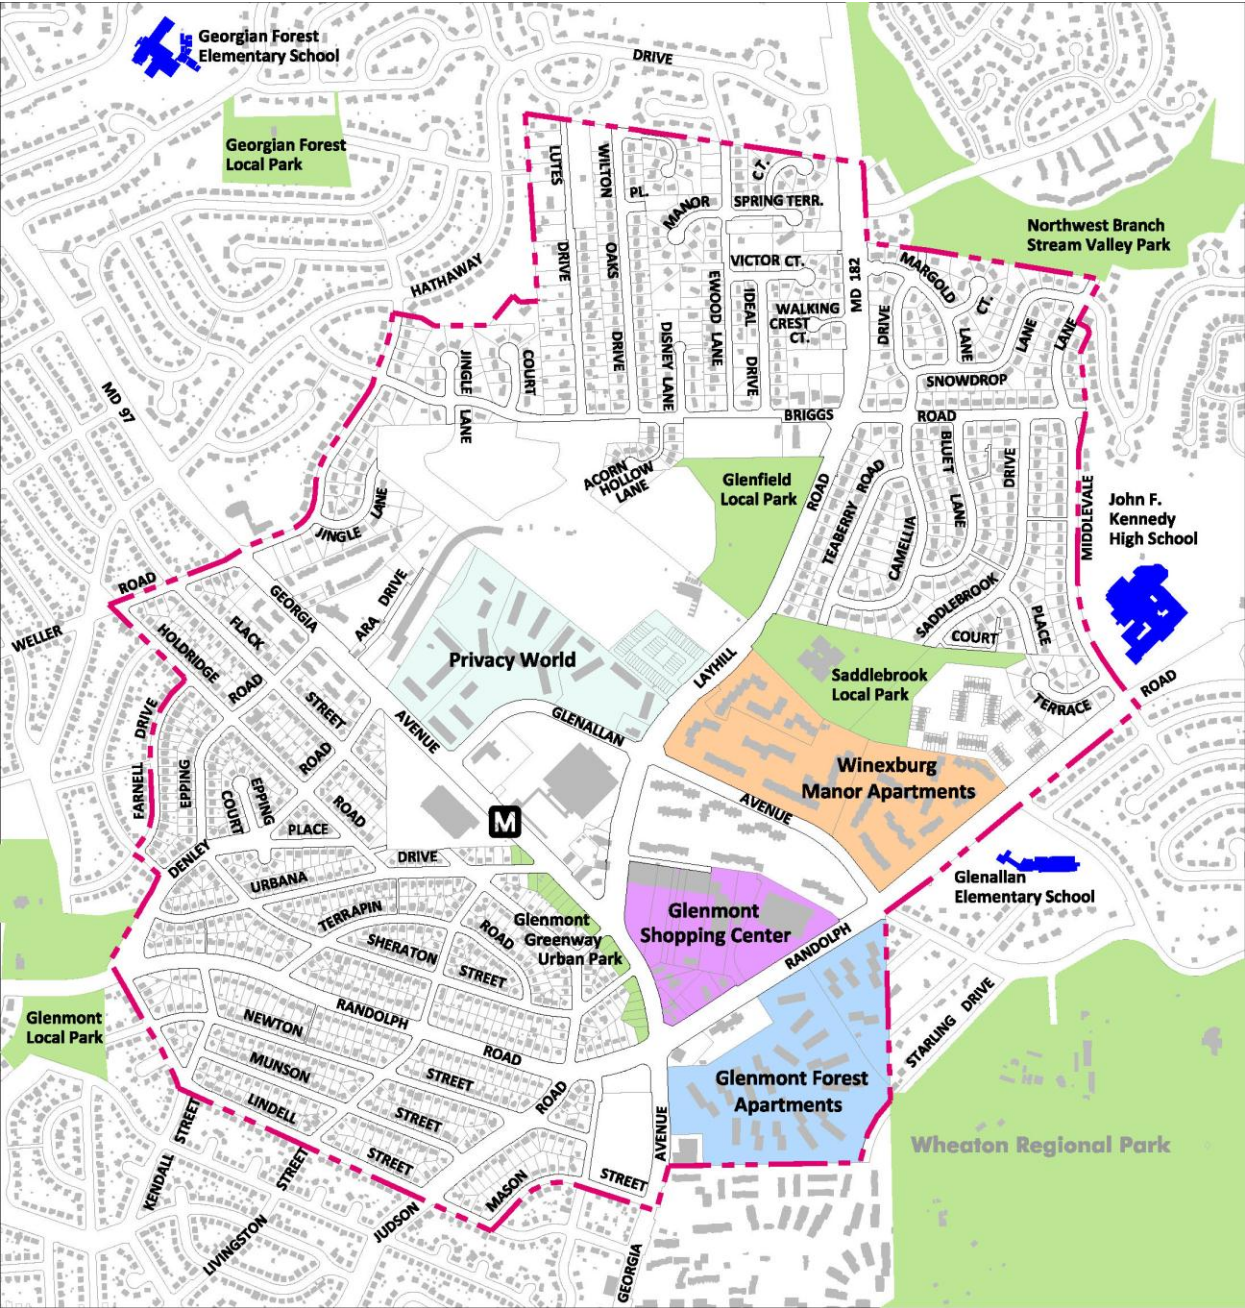 Georgian Forest
Elementary School
DRIVE
Georgian Forest
Local Park
LUTES
DRIVE
WILTON
OAKS
DRIVE
PL.
MANOR
CT.
SPRING TERR.
Northwest Branch
Stream Valley Park
HATHAWAY
VICTOR CT.
EWOOD LANE
IDEAL
DRIVE
WALKING
CREST
CT.
MD 182
DRIVE
MARGOLD
CT.
LANE
LANE
LANE
DISNEY LANE
JINGLE
LANE
COURT
SNOWDROP
MD 97
BRIGGS
ROAD
ACORN
HOLLOW
LANE
Glenfield
Local Park
ROAD
TEABERRY ROAD
CAMELLIA
BLUET
LANE
DRIVE
MIDDLEVALE
John F.
Kennedy
High School
JINGLE
LANE
ROAD
WELLER
HOLDRIDGE
ROAD
FLACK
STREET
GEORGIA
AVENUE
ARA DRIVE
Privacy World
LAYHILL
SADDLEBROOK
COURT
PLACE
TERRACE
Saddlebrook
Local Park
ROAD
GLENALLAN
AVENUE
Winexburg
Manor Apartments
FARNELL
DRIVE
EPPING
EPPING
COURT
PLACE
ROAD
ROAD
M
DENLEY
DRIVE
URBANA
TERRAPIN
SHERATON
STREET
ROAD
Glenmont
Greenway
Urban Park
Glenmont
Shopping Center
RANDOLPH
Glenallan
Elementary School
Glenmont
Local Park
RANDOLPH
ROAD
NEWTON
STREET
MUNSON
STREET
LINDELL
STREET
ROAD
MASON
STREET
AVENUE
GEORGIA
Glenmont Forest
Apartments
STARLING DRIVE
Wheaton Regional Park
KENDALL
STREET
LIVINGSTON
STREET
JUDSON